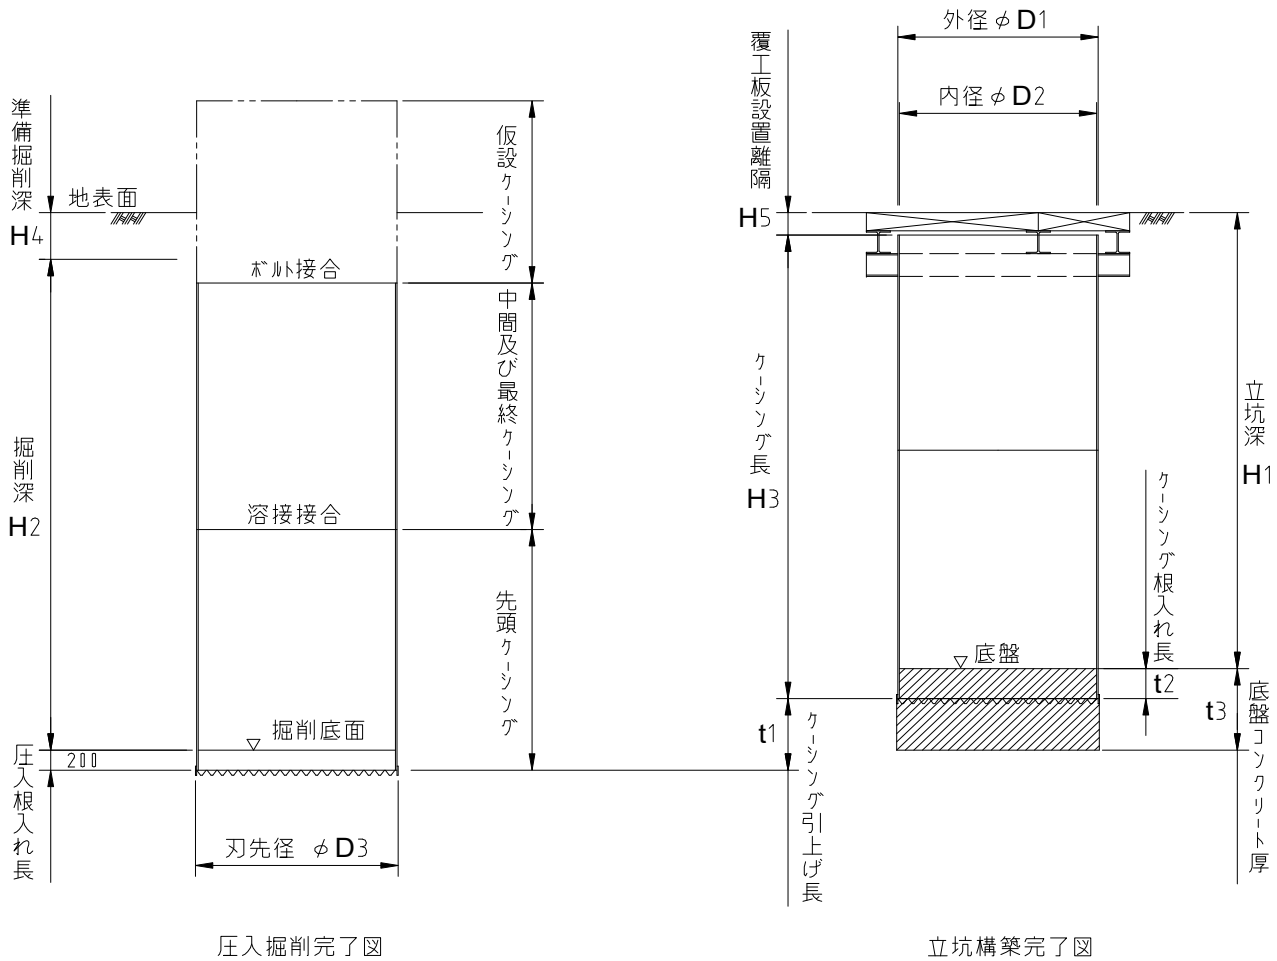 準備掘削深
H4
地表面
掘削深
H2
圧入根入れ長
200
仮設ケーシング
ボルト接合
中間及び最終ケーシング
溶接接合
先頭ケーシング
掘削底面
刃先径 φD3
圧入掘削完了図
外径φD1
内径φD2
覆工板設置離隔
H5
ケーシング長
H3
立坑深
H1
ケーシング根入れ長
t2
底盤
t1
ケーシング引上げ長
t3
底盤コンクリート厚
立坑構築完了図